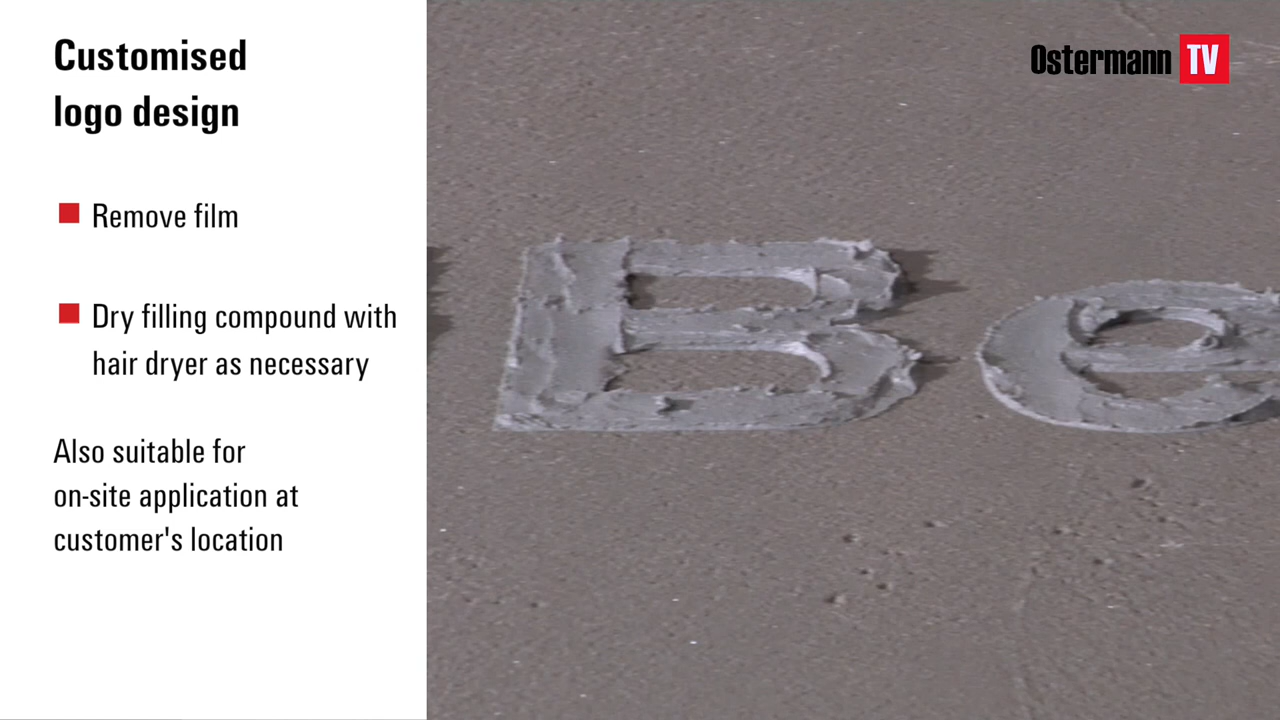 Customised
logo design
Remove film
Dry filling compound with
hair dryer as necessary
Also suitable for
on-site application at
customer's location
Ostermann TV
Be